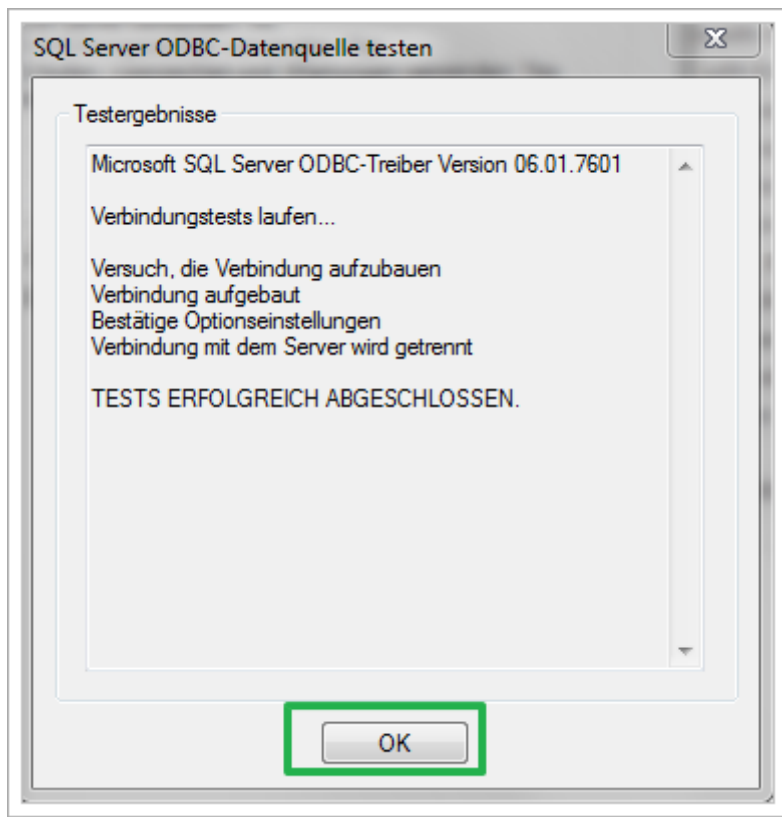 SQL Server ODBC-Datenquelle testen
Testergebnisse
Microsoft SQL Server ODBC-Treiber Version 06.01.7601
Verbindungstests laufen...
Versuch, die Verbindung aufzubauen
Verbindung aufgebaut
Bestätige Optionseinstellungen
Verbindung mit dem Server wird getrennt
TESTS ERFOLGREICH ABGESCHLOSSEN.
OK